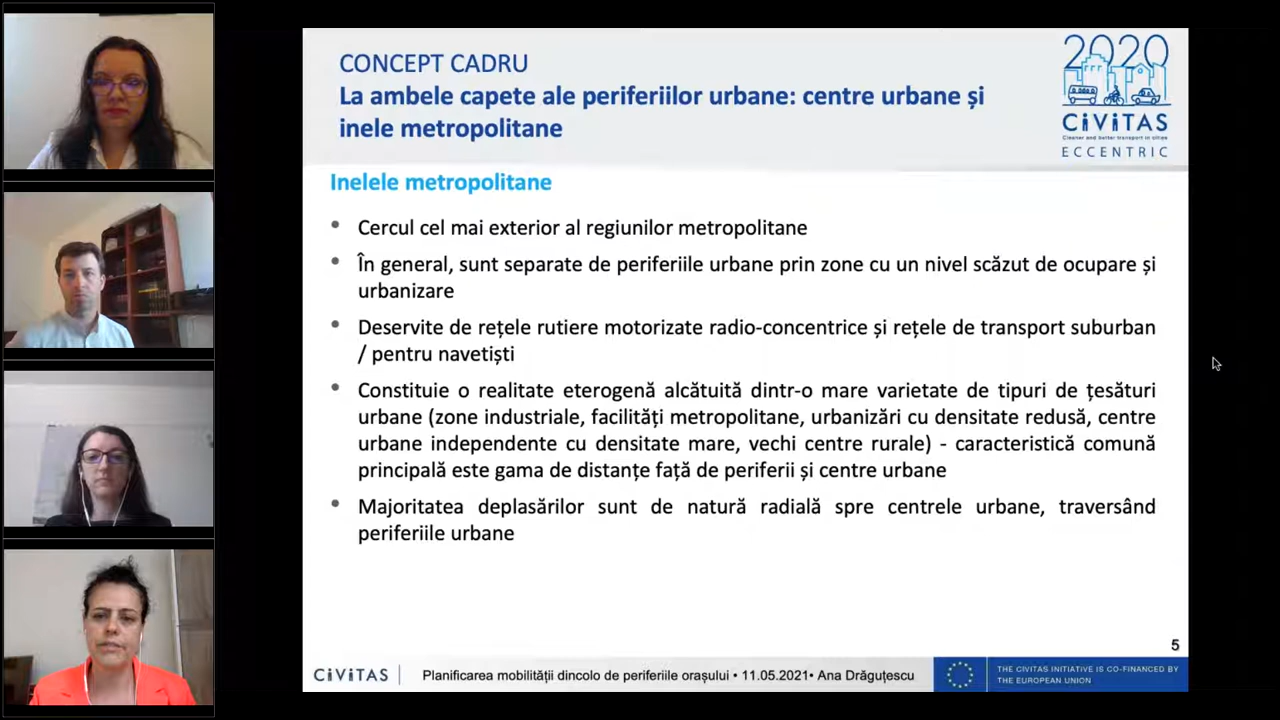 CONCEPT CADRU
La ambele capete ale periferiilor urbane: centre urbane și
inele metropolitane
2020
CiViTAS
Cleaner and better transport in cities
ECCENTRIC
Inelele metropolitane
• Cercul cel mai exterior al regiunilor metropolitane
• În general, sunt separate de periferiile urbane prin zone cu un nivel scăzut de ocupare și
urbanizare
• Deservite de rețele rutiere motorizate radio-concentrice și rețele de transport suburban
/ pentru navetiști
• Constituie o realitate eterogenă alcătuită dintr-o mare varietate de tipuri de țesături
urbane (zone industriale, facilități metropolitane, urbanizări cu densitate redusă, centre
urbane independente cu densitate mare, vechi centre rurale) - caracteristică comună
principală este gama de distanțe față de periferii și centre urbane
• Majoritatea deplasărilor sunt de natură radială spre centrele urbane, traversând
periferiile urbane
5
CiViTAS
Planificarea mobilității dincolo de periferiile orașului • 11.05.2021• Ana Drăguțescu
THE CIVITAS INITIATIVE IS CO-FINANCED BY
THE EUROPEAN UNION